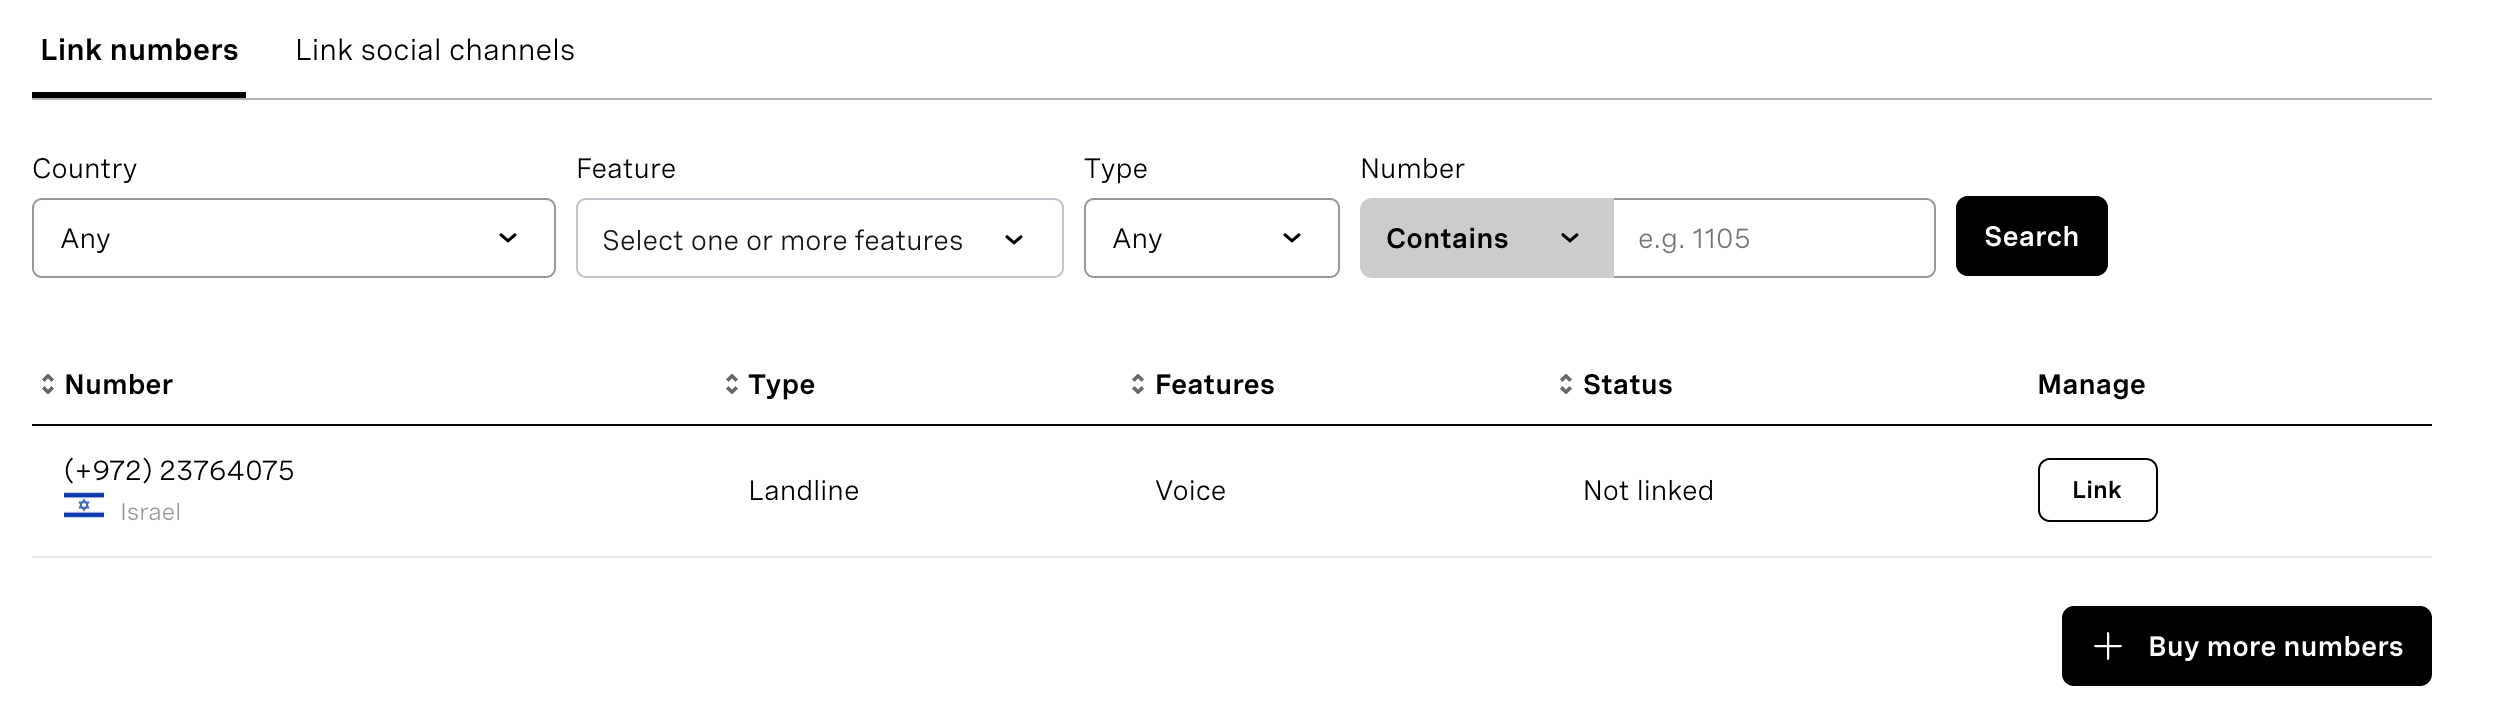 Link numbers Link social channels
Country Feature Type Number
Any Select one or more features Any Contains e.g. 1105 Search
Number Type Features Status Manage
(+972) 23764075
Israel Landline Voice Not linked Link
Buy more numbers